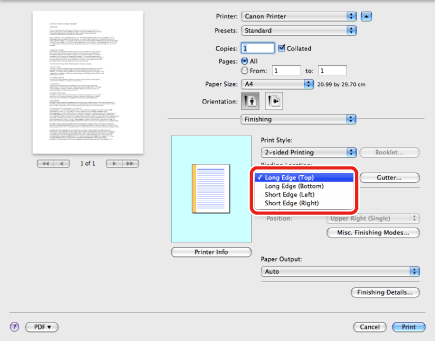 Printer: Canon Printer
Presets: Standard
Copies: 1 Collated
Pages: All
From: 1 to: 1
Paper Size: A4 20.99 by 29.70 cm
Orientation:
Finishing
Print Style:
2-sided Printing Booklet...
Binding Location:
Long Edge (Top) Gutter...
Long Edge (Bottom)
Short Edge (Left)
Short Edge (Right)
1 of 1
Position: Upper Right (Single)
Misc. Finishing Modes...
Printer Info
Paper Output:
Auto
Finishing Details...
? PDF Cancel Print